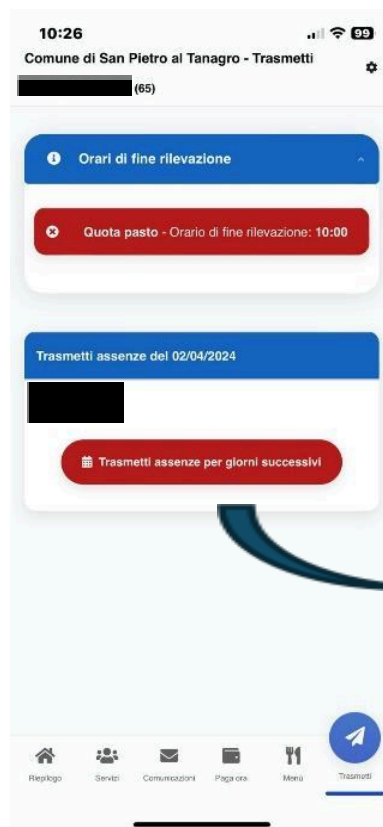 10:26
99
Comune di San Pietro al Tanagro - Trasmetti
(65)
Orari di fine rilevazione
Quota pasto - Orario di fine rilevazione: 10:00
Trasmetti assenze del 02/04/2024
Trasmetti assenze per giorni successivi
Riepilogo Servizi Comunicazioni Paga ora Menù Trasmetti